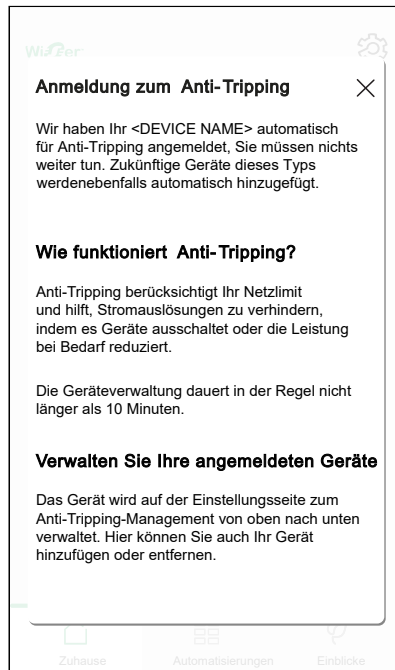 Wiser
Anmeldung zum Anti-Tripping
Wir haben Ihr <DEVICE NAME> automatisch
für Anti-Tripping angemeldet, Sie müssen nichts
weiter tun. Zukünftige Geräte dieses Typs
werdenebenfalls automatisch hinzugefügt.
Wie funktioniert Anti-Tripping?
Anti-Tripping berücksichtigt Ihr Netzlimit
und hilft, Stromauslösungen zu verhindern,
indem es Geräte ausschaltet oder die Leistung
bei Bedarf reduziert.
Die Geräteverwaltung dauert in der Regel nicht
länger als 10 Minuten.
Verwalten Sie Ihre angemeldeten Geräte
Das Gerät wird auf der Einstellungsseite zum
Anti-Tripping-Management von oben nach unten
verwaltet. Hier können Sie auch Ihr Gerät
hinzufügen oder entfernen.
Zuhause Automatisierungen Einblicke